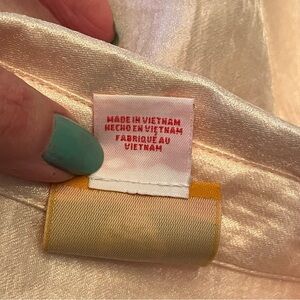 MADE IN VIETNAM
HECHO EN VIETNAM
FABRIQUÉ AU
VIETNAM